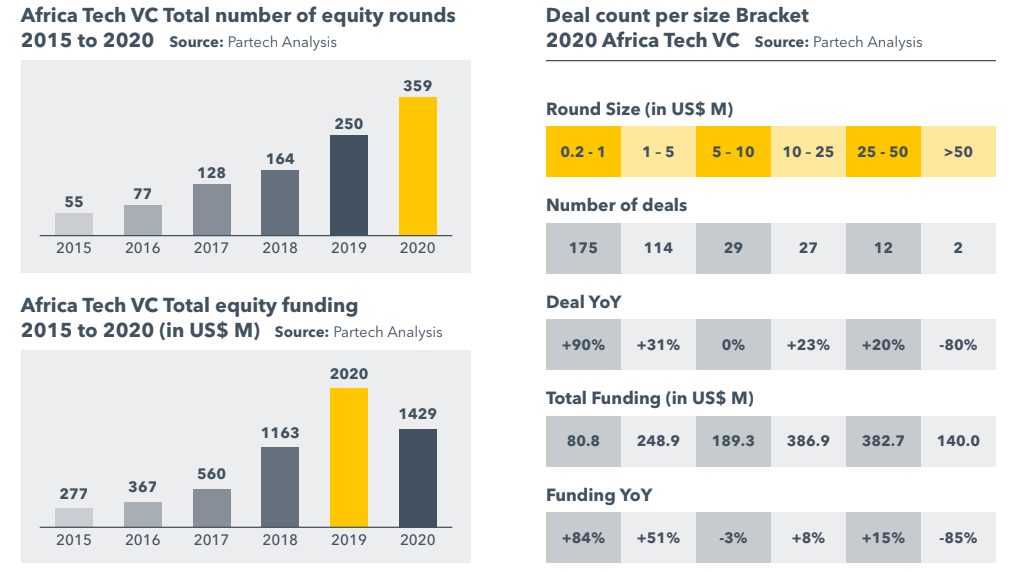 Africa Tech VC Total number of equity rounds
2015 to 2020 Source: Partech Analysis
359
250
164
128
77
55
2015 2016 2017 2018 2019 2020
Africa Tech VC Total equity funding
2015 to 2020 (in US$ M) Source: Partech Analysis
2020
1429
1163
560
367
277
2015 2016 2017 2018 2019 2020
Deal count per size Bracket
2020 Africa Tech VC Source: Partech Analysis
Round Size (in US$ M)
0.2 - 1 1 – 5 5 – 10 10 – 25 25 - 50 >50
Number of deals
175 114 29 27 12 2
Deal YoY
+90% +31% 0% +23% +20% -80%
Total Funding (in US$ M)
80.8 248.9 189.3 386.9 382.7 140.0
Funding YoY
+84% +51% -3% +8% +15% -85%